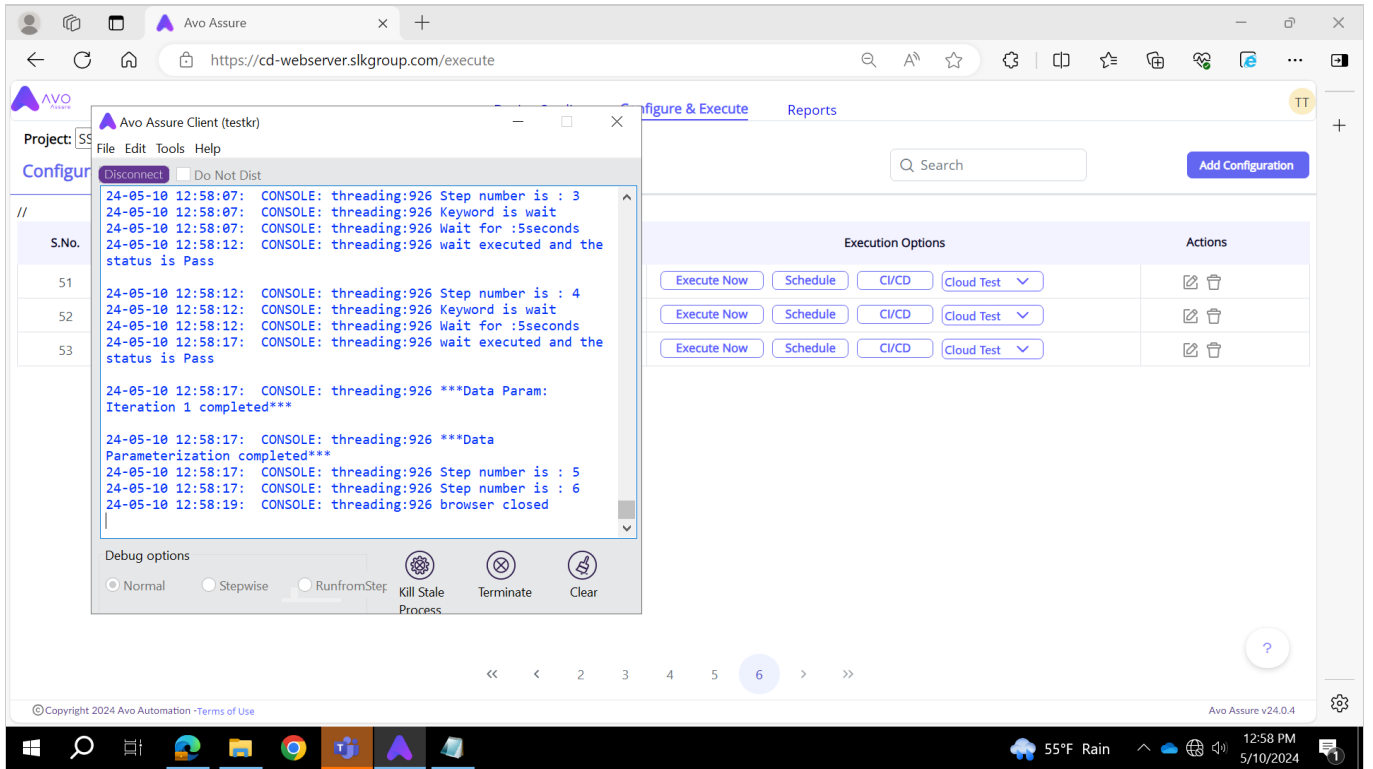 Avo Assure
https://cd-webserver.slkgroup.com/execute
AVO
Assure
Configure & Execute
Reports
TT
Project: SS
Configur
Search
Add Configuration
//
S.No.
Execution Options
Actions
51
Execute Now
Schedule
CI/CD
Cloud Test
52
Execute Now
Schedule
CI/CD
Cloud Test
53
Execute Now
Schedule
CI/CD
Cloud Test
Avo Assure Client (testkr)
File Edit Tools Help
Disconnect
Do Not Dist
24-05-10 12:58:07: CONSOLE: threading:926 Step number is : 3
24-05-10 12:58:07: CONSOLE: threading:926 Keyword is wait
24-05-10 12:58:07: CONSOLE: threading:926 Wait for :5seconds
24-05-10 12:58:12: CONSOLE: threading:926 wait executed and the
status is Pass
24-05-10 12:58:12: CONSOLE: threading:926 Step number is : 4
24-05-10 12:58:12: CONSOLE: threading:926 Keyword is wait
24-05-10 12:58:12: CONSOLE: threading:926 Wait for :5seconds
24-05-10 12:58:17: CONSOLE: threading:926 wait executed and the
status is Pass
24-05-10 12:58:17: CONSOLE: threading:926 ***Data Param:
Iteration 1 completed***
24-05-10 12:58:17: CONSOLE: threading:926 ***Data
Parameterization completed***
24-05-10 12:58:17: CONSOLE: threading:926 Step number is : 5
24-05-10 12:58:17: CONSOLE: threading:926 Step number is : 6
24-05-10 12:58:19: CONSOLE: threading:926 browser closed
Debug options
Normal
Stepwise
RunfromStep
Kill Stale
Process
Terminate
Clear
?
<< < 2 3 4 5 6 > >>
©Copyright 2024 Avo Automation -Terms of Use
Avo Assure v24.0.4
55°F Rain
12:58 PM
5/10/2024
1